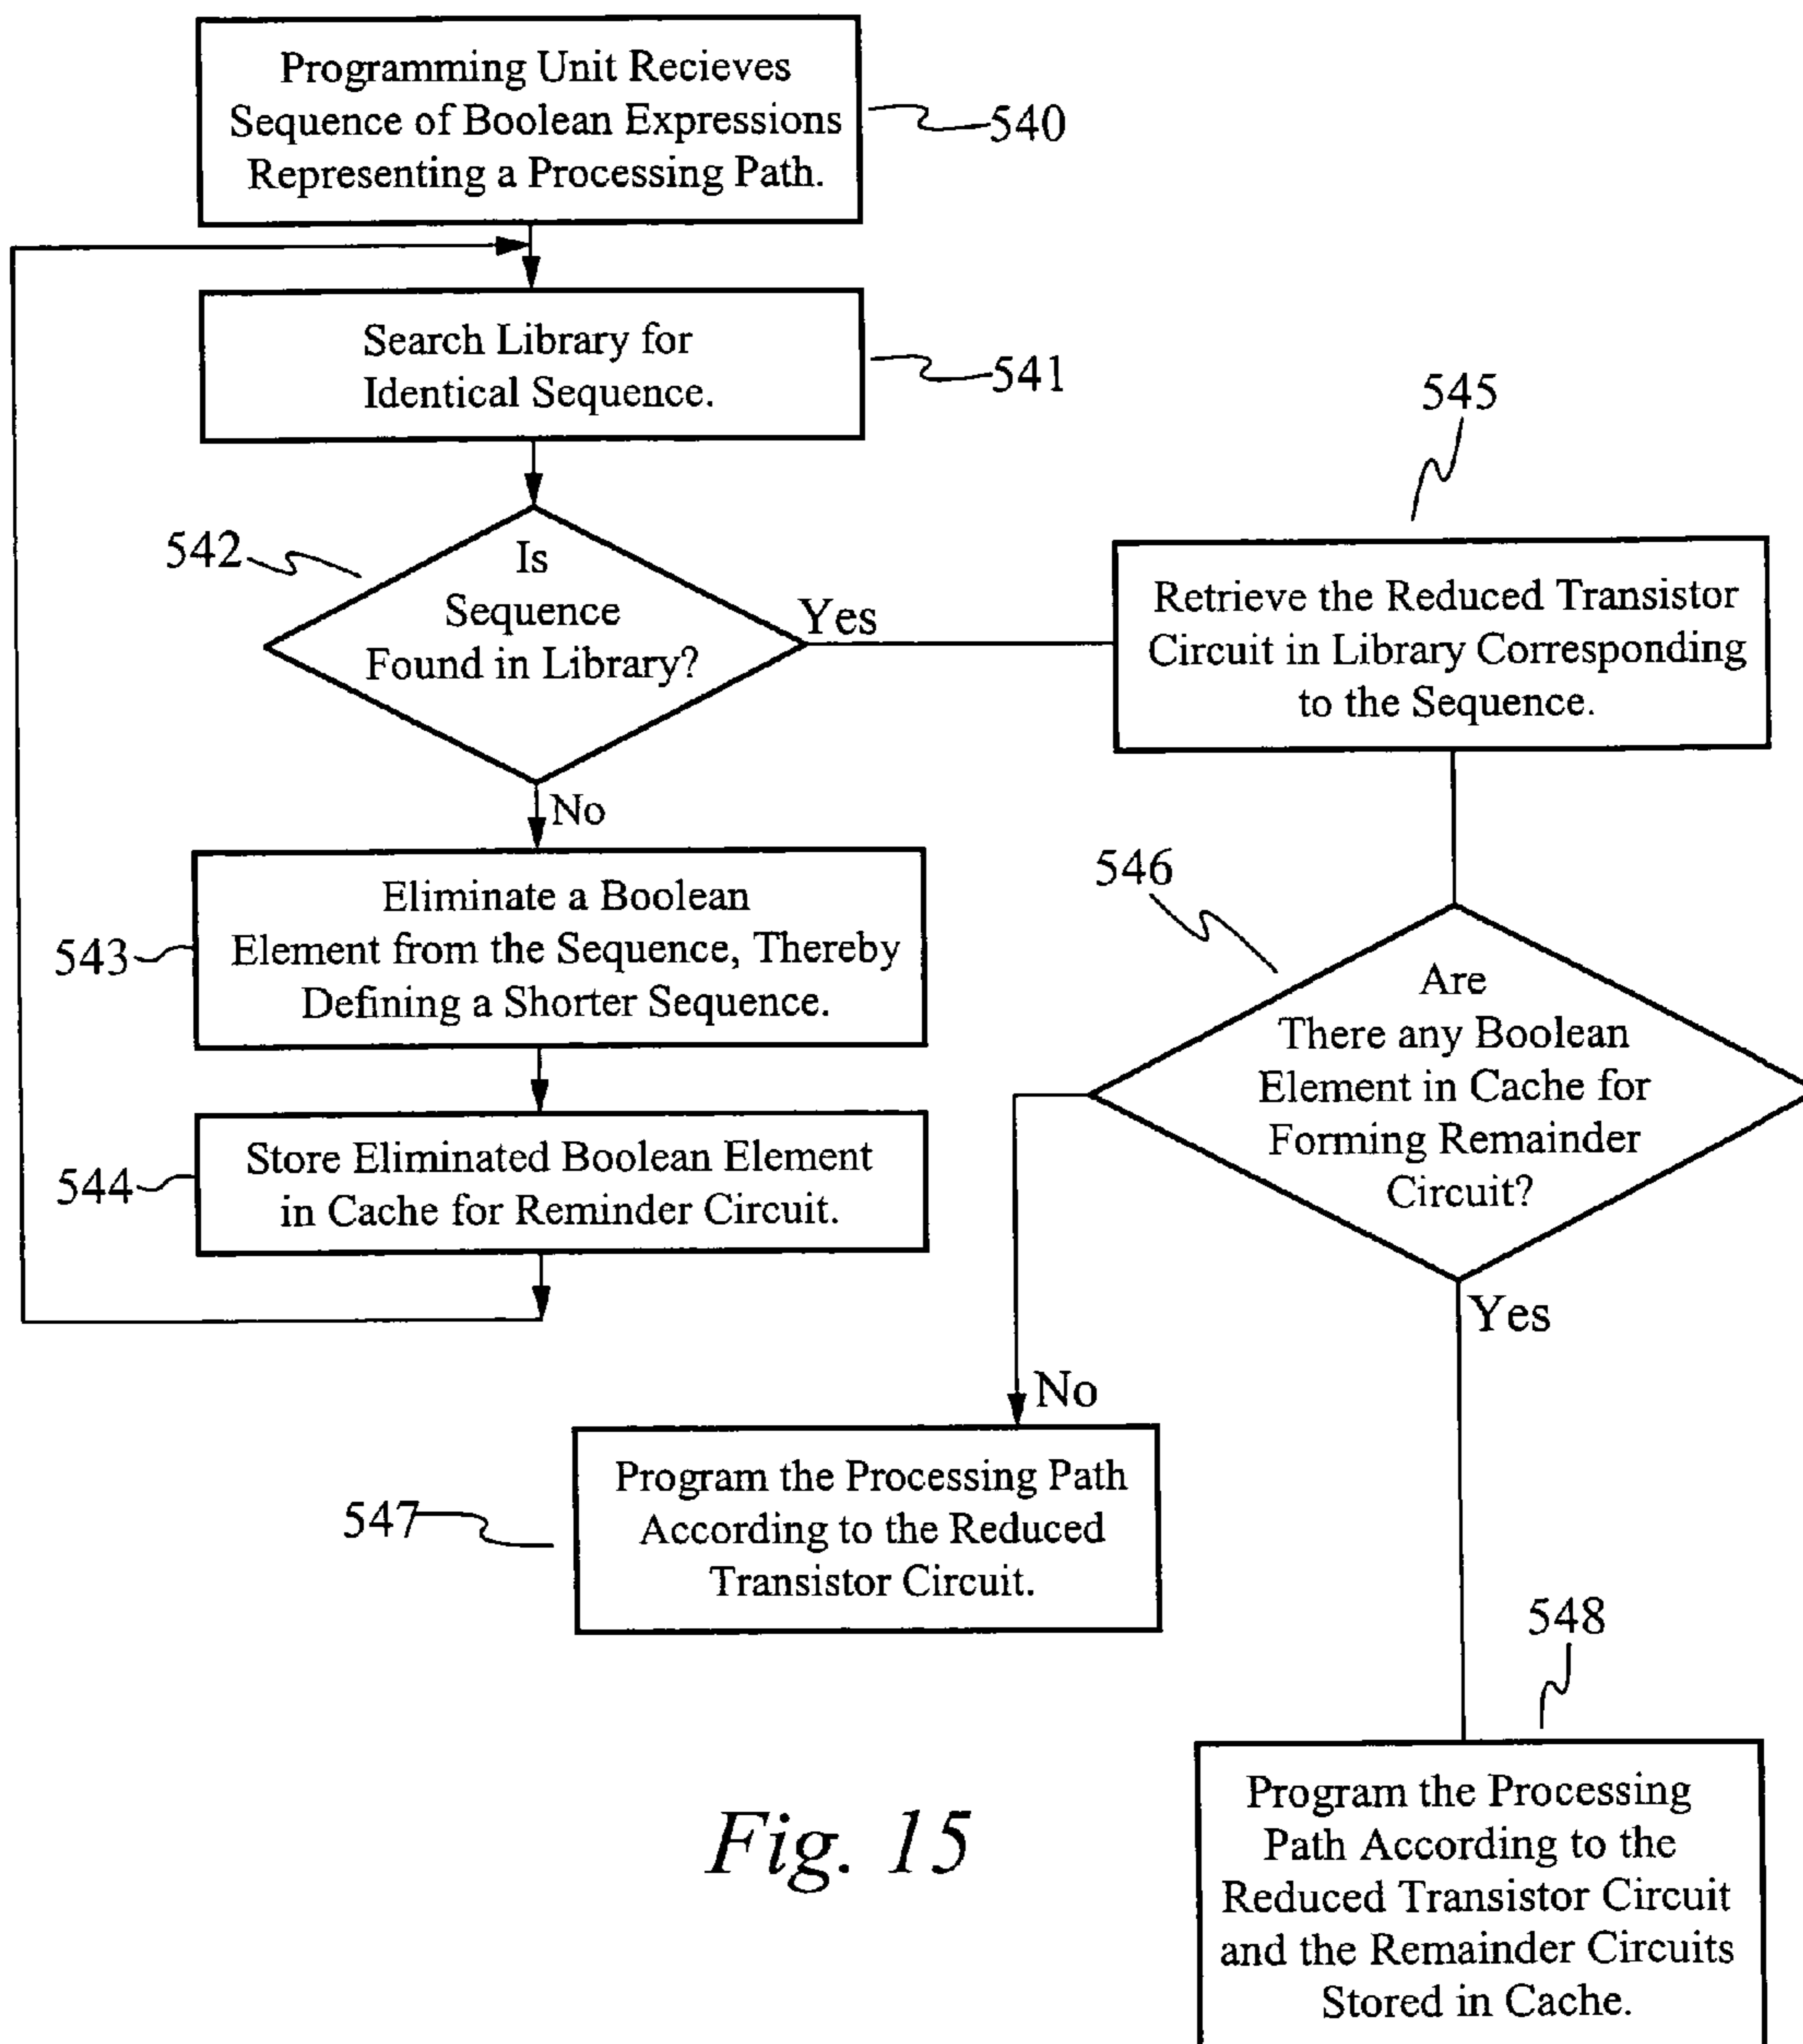 Programming Unit Recieves
Sequence of Boolean Expressions
Representing a Processing Path.
540
Search Library for
Identical Sequence.
541
542
Is
Sequence
Found in Library?
Yes
No
545
Retrieve the Reduced Transistor
Circuit in Library Corresponding
to the Sequence.
543
Eliminate a Boolean
Element from the Sequence, Thereby
Defining a Shorter Sequence.
544
Store Eliminated Boolean Element
in Cache for Reminder Circuit.
546
Are
There any Boolean
Element in Cache for
Forming Remainder
Circuit?
No
Yes
547
Program the Processing Path
According to the Reduced
Transistor Circuit.
548
Program the Processing
Path According to the
Reduced Transistor Circuit
and the Remainder Circuits
Stored in Cache.
Fig. 15